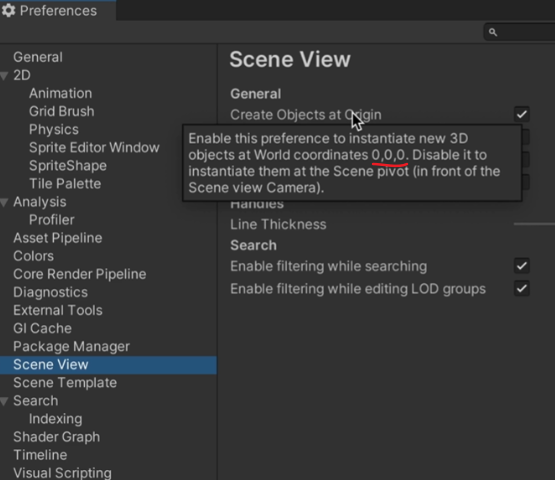 Preferences
General
2D
Animation
Grid Brush
Physics
Sprite Editor Window
SpriteShape
Tile Palette
Analysis
Profiler
Asset Pipeline
Colors
Core Render Pipeline
Diagnostics
External Tools
GI Cache
Package Manager
Scene View
Scene Template
Search
Indexing
Shader Graph
Timeline
Visual Scripting
Scene View
General
Create Objects at Origin
Enable this preference to instantiate new 3D
objects at World coordinates 0,0,0. Disable it to
instantiate them at the Scene pivot (in front of the
Scene view Camera).
Handles
Line Thickness
Search
Enable filtering while searching
Enable filtering while editing LOD groups